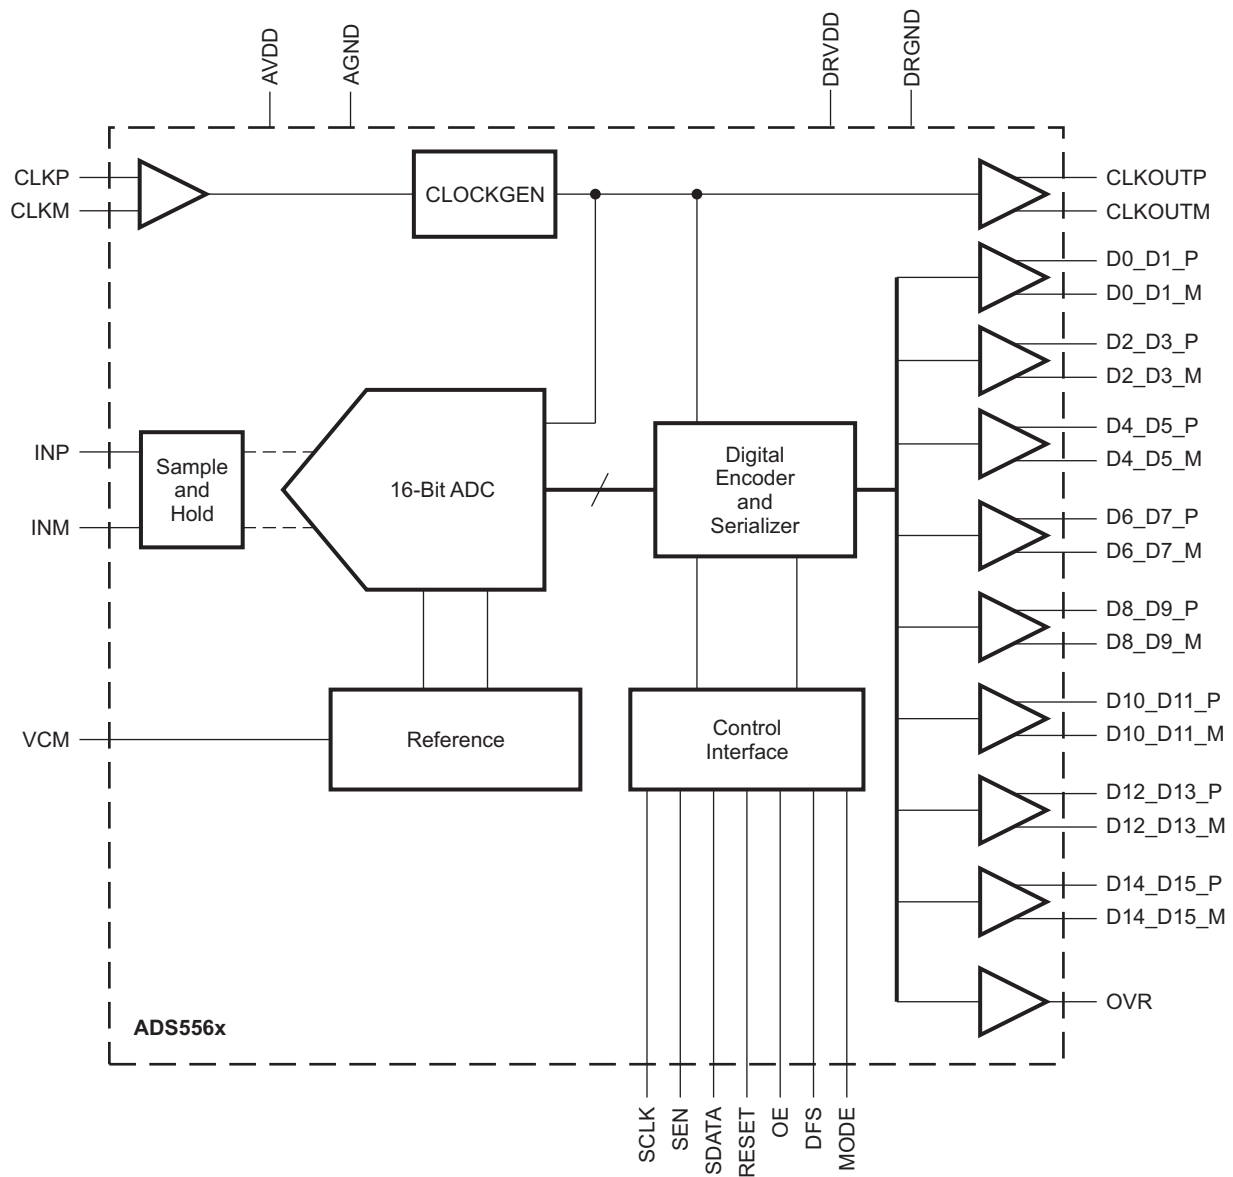 AVDD
AGND
DRVDD
DRGND
CLKP
CLKM
CLOCKGEN
CLKOUTP
CLKOUTM
D0_D1_P
D0_D1_M
D2_D3_P
D2_D3_M
D4_D5_P
D4_D5_M
INP
INM
Sample
and
Hold
16-Bit ADC
Digital
Encoder
and
Serializer
D6_D7_P
D6_D7_M
D8_D9_P
D8_D9_M
VCM
Reference
Control
Interface
D10_D11_P
D10_D11_M
D12_D13_P
D12_D13_M
D14_D15_P
D14_D15_M
OVR
ADS556x
SCLK
SEN
SDATA
RESET
OE
DFS
MODE